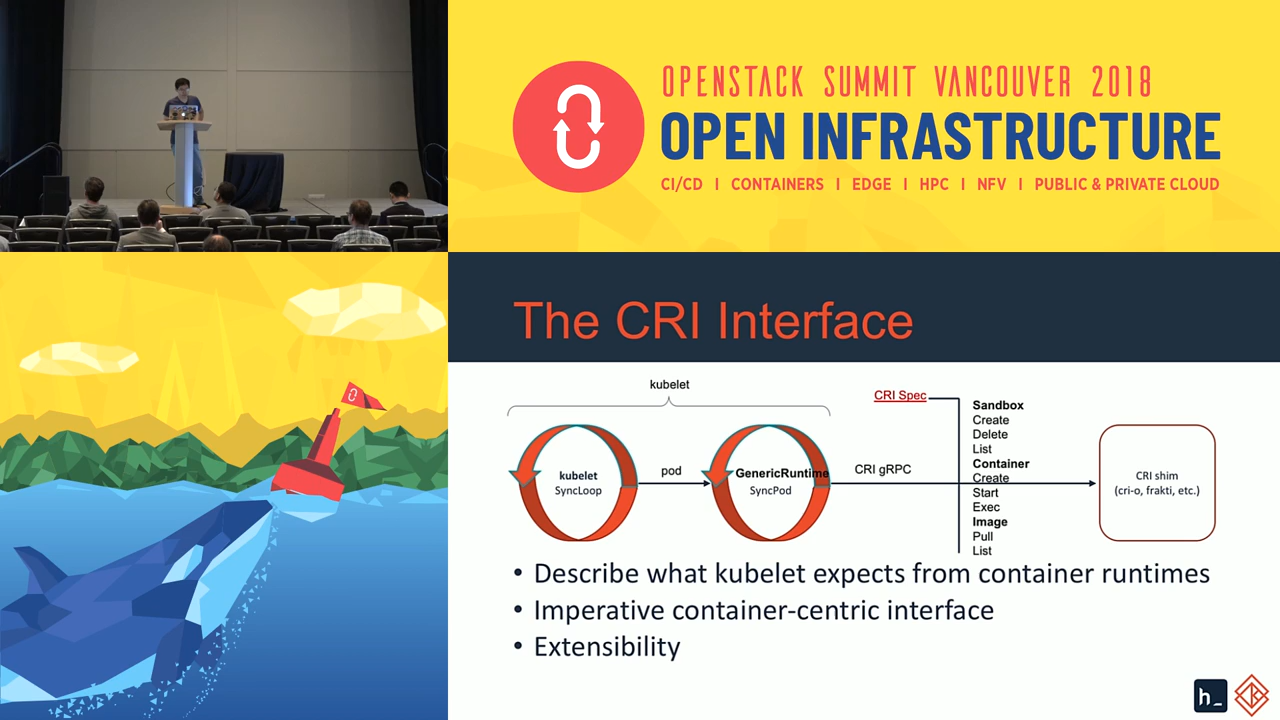 OPENSTACK SUMMIT VANCOUVER 2018
OPEN INFRASTRUCTURE
CI/CD | CONTAINERS | EDGE | HPC | NFV | PUBLIC & PRIVATE CLOUD
The CRI Interface
kubelet
kubelet
SyncLoop
pod
GenericRuntime
SyncPod
CRI gRPC
CRI Spec
Sandbox
Create
Delete
List
Container
Create
Start
Exec
Image
Pull
List
CRI shim
(cri-o, frakti, etc.)
• Describe what kubelet expects from container runtimes
• Imperative container-centric interface
• Extensibility
h_